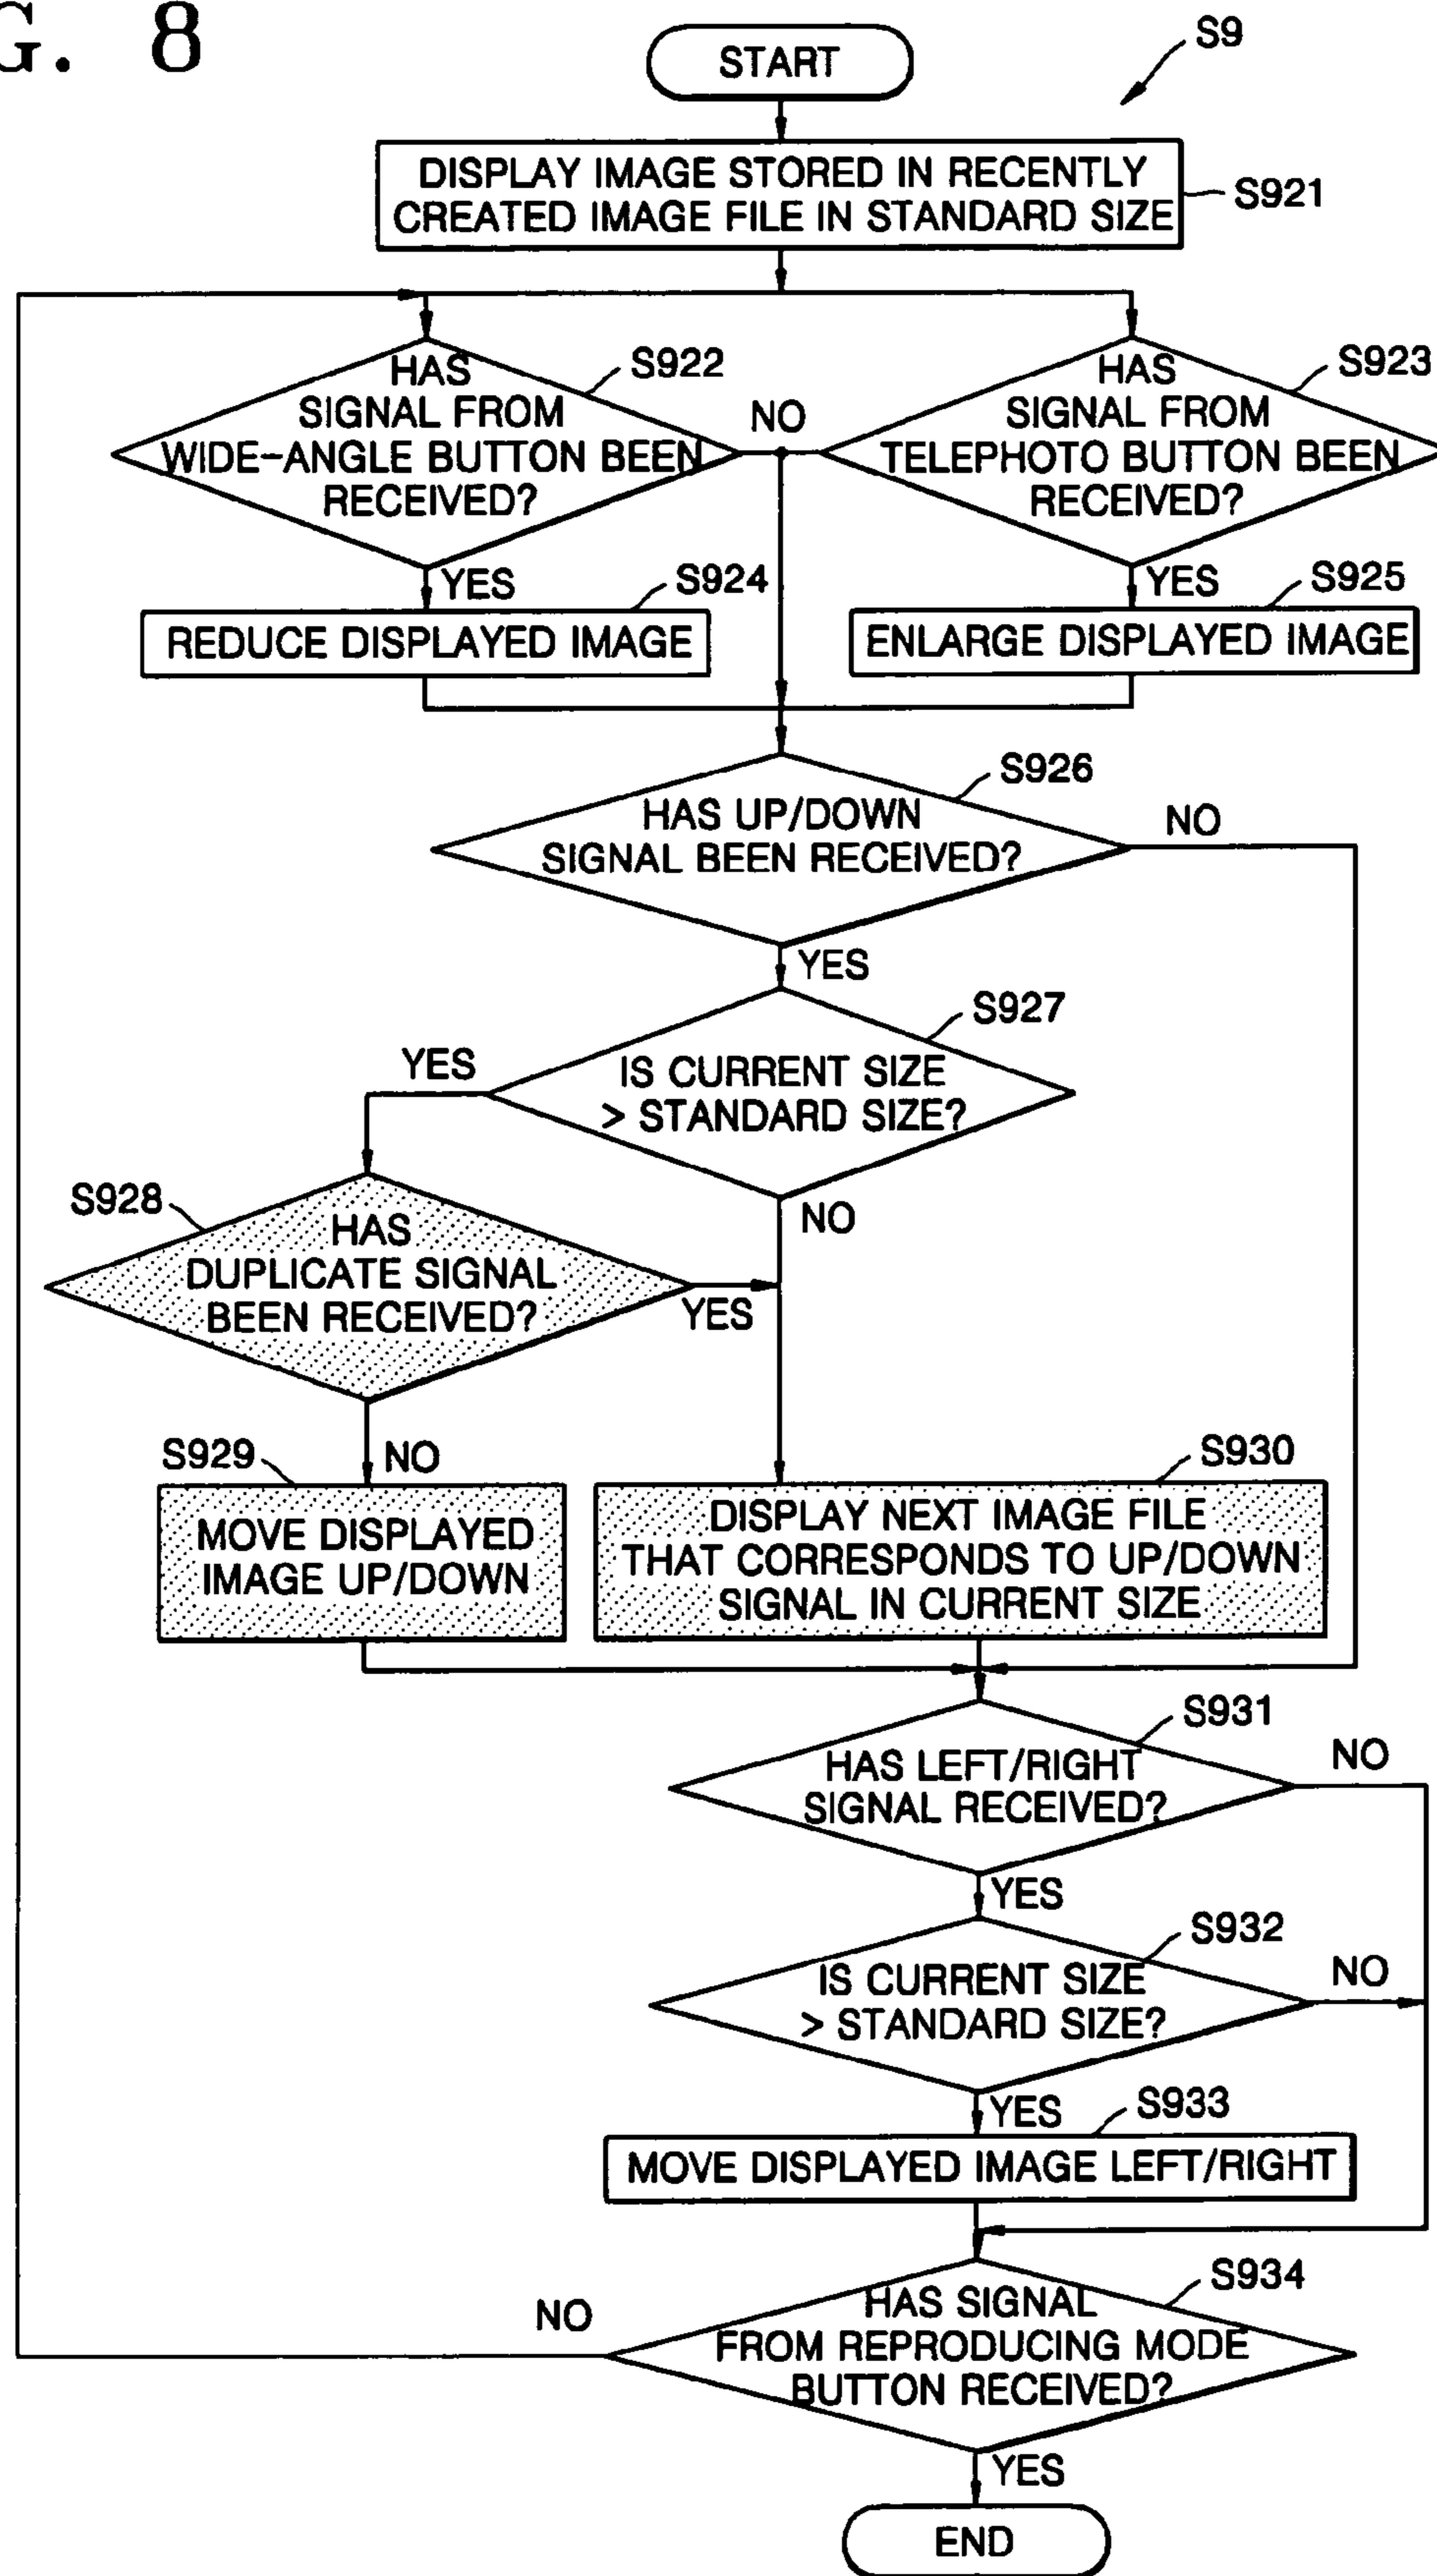 G. 8
START
S9
DISPLAY IMAGE STORED IN RECENTLY
CREATED IMAGE FILE IN STANDARD SIZE
S921
HAS
SIGNAL FROM
WIDE-ANGLE BUTTON BEEN
RECEIVED?
S922
NO
HAS
SIGNAL FROM
TELEPHOTO BUTTON BEEN
RECEIVED?
S923
YES
S924
REDUCE DISPLAYED IMAGE
YES
S925
ENLARGE DISPLAYED IMAGE
S926
HAS UP/DOWN
SIGNAL BEEN RECEIVED?
NO
YES
S927
IS CURRENT SIZE
> STANDARD SIZE?
YES
NO
S928
HAS
DUPLICATE SIGNAL
BEEN RECEIVED?
YES
NO
S929
MOVE DISPLAYED
IMAGE UP/DOWN
S930
DISPLAY NEXT IMAGE FILE
THAT CORRESPONDS TO UP/DOWN
SIGNAL IN CURRENT SIZE
S931
HAS LEFT/RIGHT
SIGNAL RECEIVED?
NO
YES
S932
IS CURRENT SIZE
> STANDARD SIZE?
NO
YES
S933
MOVE DISPLAYED IMAGE LEFT/RIGHT
S934
HAS SIGNAL
FROM REPRODUCING MODE
BUTTON RECEIVED?
NO
YES
END